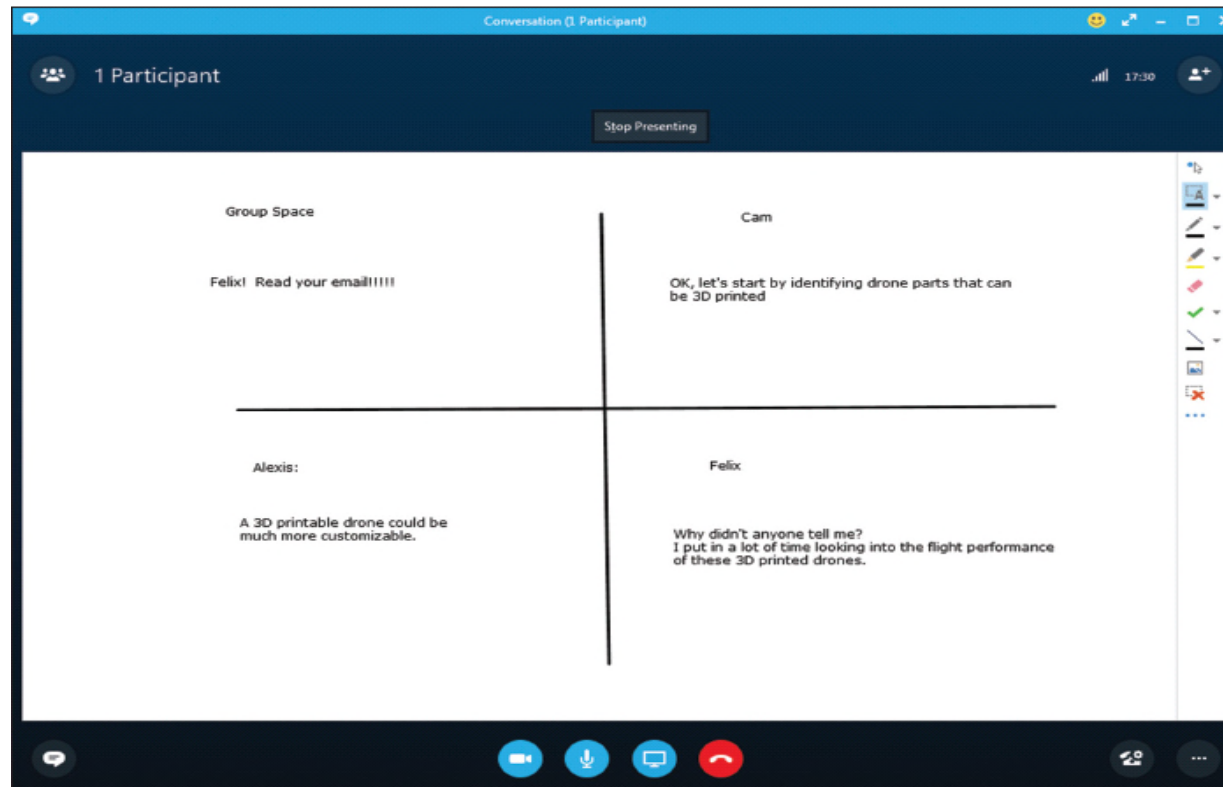 Conversation (1 Participant)
1 Participant
17:30
Stop Presenting
Group Space
Felix! Read your email!!!!!
Cam
OK, let's start by identifying drone parts that can
be 3D printed
Alexis:
A 3D printable drone could be
much more customizable.
Felix
Why didn't anyone tell me?
I put in a lot of time looking into the flight performance
of these 3D printed drones.